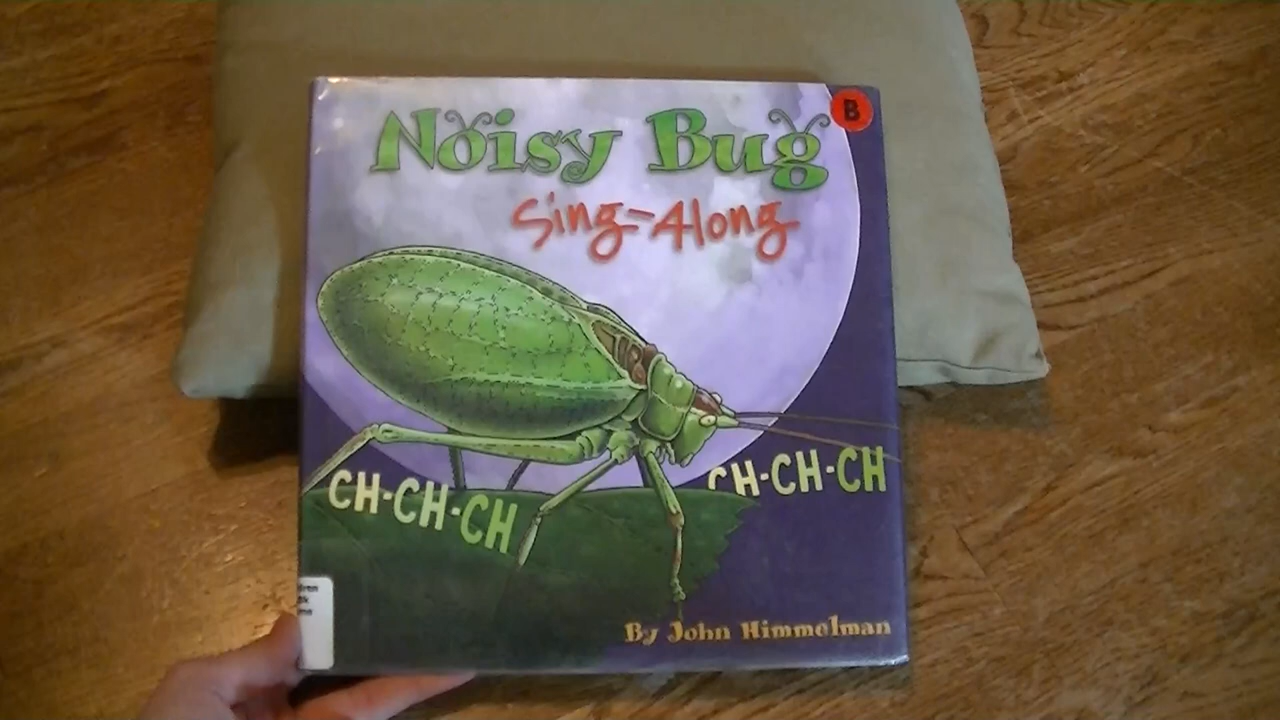 Noisy Bug
B
Sing-Along
CH-CH-CH
CH-CH-CH
By John Himmelman